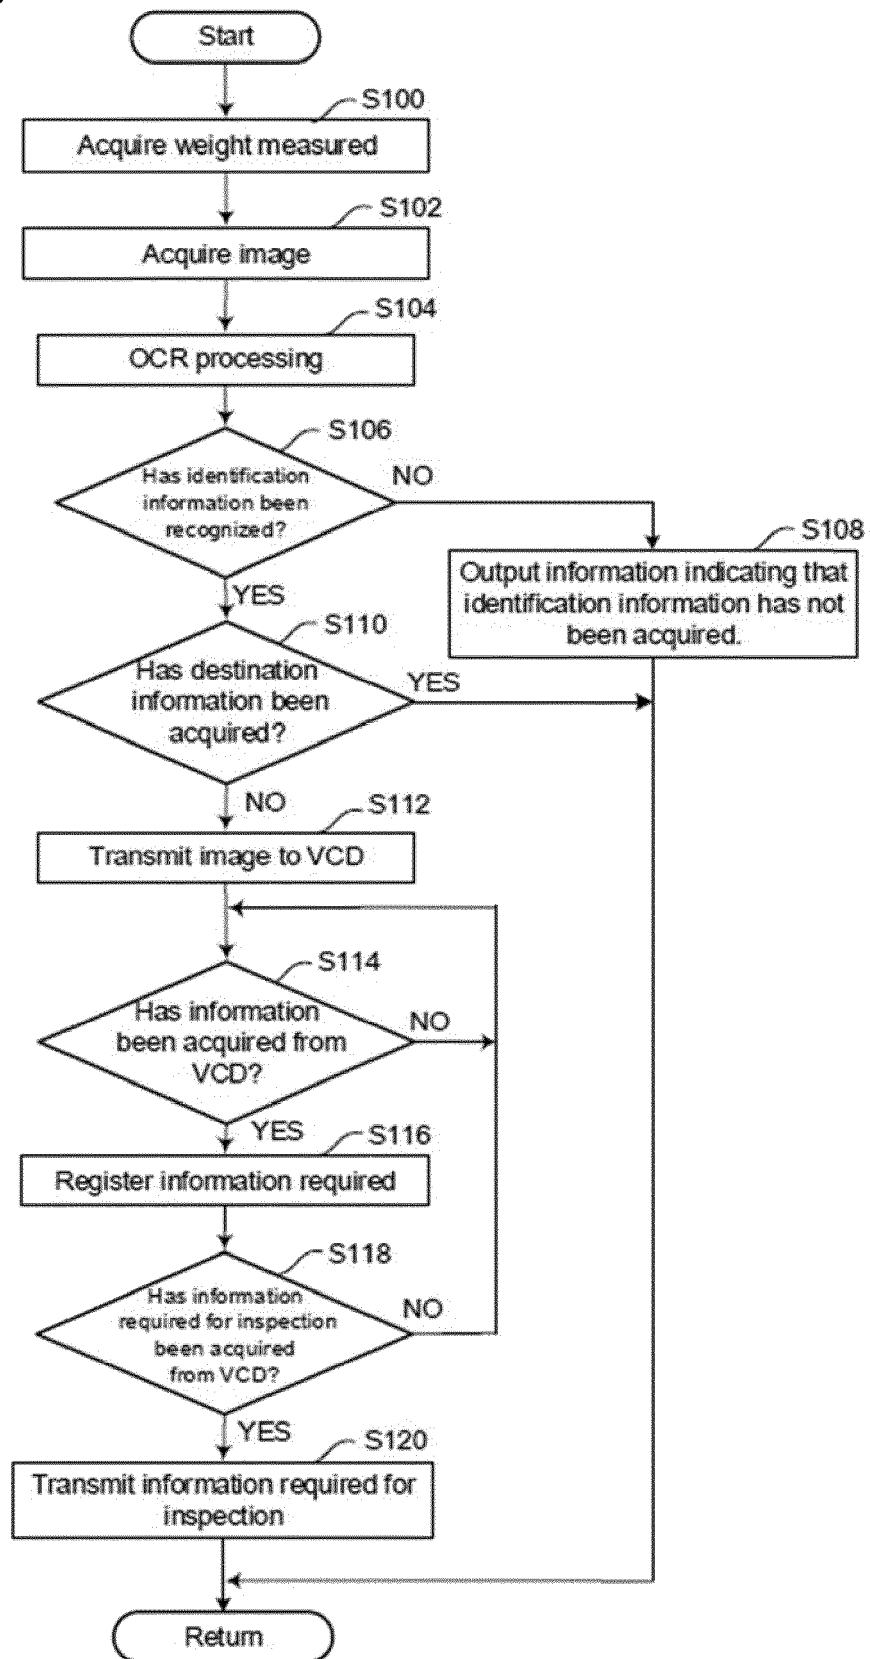 Start
S100
Acquire weight measured
S102
Acquire image
S104
OCR processing
S106
Has identification
information been
recognized?
NO
YES
S108
Output information indicating that
identification information has not
been acquired.
S110
Has destination
information been
acquired?
YES
NO
S112
Transmit image to VCD
S114
Has information
been acquired from
VCD?
NO
YES
S116
Register information required
S118
Has information
required for inspection
been acquired
from VCD?
NO
YES
S120
Transmit information required for
inspection
Return